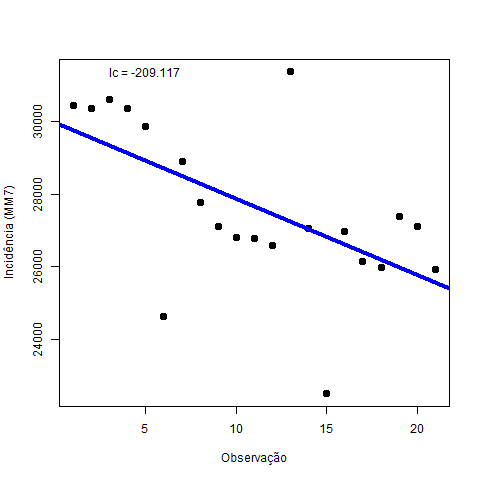 Ic = -209.117
30000
28000
26000
24000
Incidência (MM7)
5 10 15 20
Observação